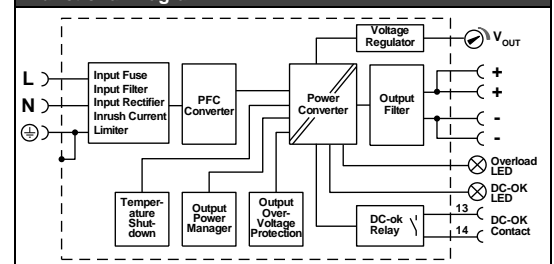 Voltage
Regulator
V OUT
L
N
Input Fuse
Input Filter
Input Rectifier
Inrush Current
Limiter
PFC
Converter
Power
Converter
Output
Filter
+
+
-
-
Overload
LED
DC-OK
LED
Temper-
ature
Shut-
down
Output
Power
Manager
Output
Over-
Voltage
Protection
DC-ok
Relay
13
14
DC-OK
Contact